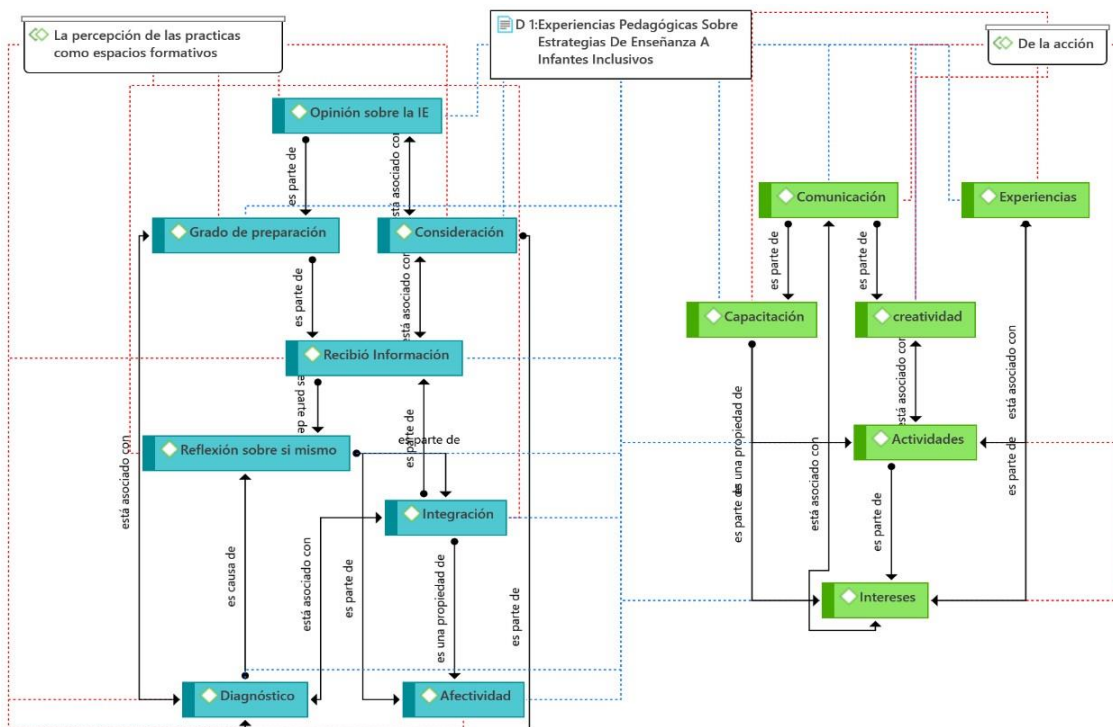 La percepción de las practicas
como espacios formativos
D 1:Experiencias Pedagógicas Sobre
Estrategias De Enseñanza A
Infantes Inclusivos
De la acción
Opinión sobre la IE
es parte de
está asociado con
Grado de preparación
Consideración
es parte de
está asociado con
Recibió Información
es parte de
es parte de
Reflexión sobre si mismo
es parte de
Integración
está asociado con
es causa de
está asociado con
es parte de
es una propiedad de
es parte de
Diagnóstico
Afectividad
Comunicación
Experiencias
es parte de
es parte de
Capacitación
creatividad
está asociado con
está asociado con
Actividades
es una propiedad de
es parte de
está asociado con
es parte de
es parte de
Intereses